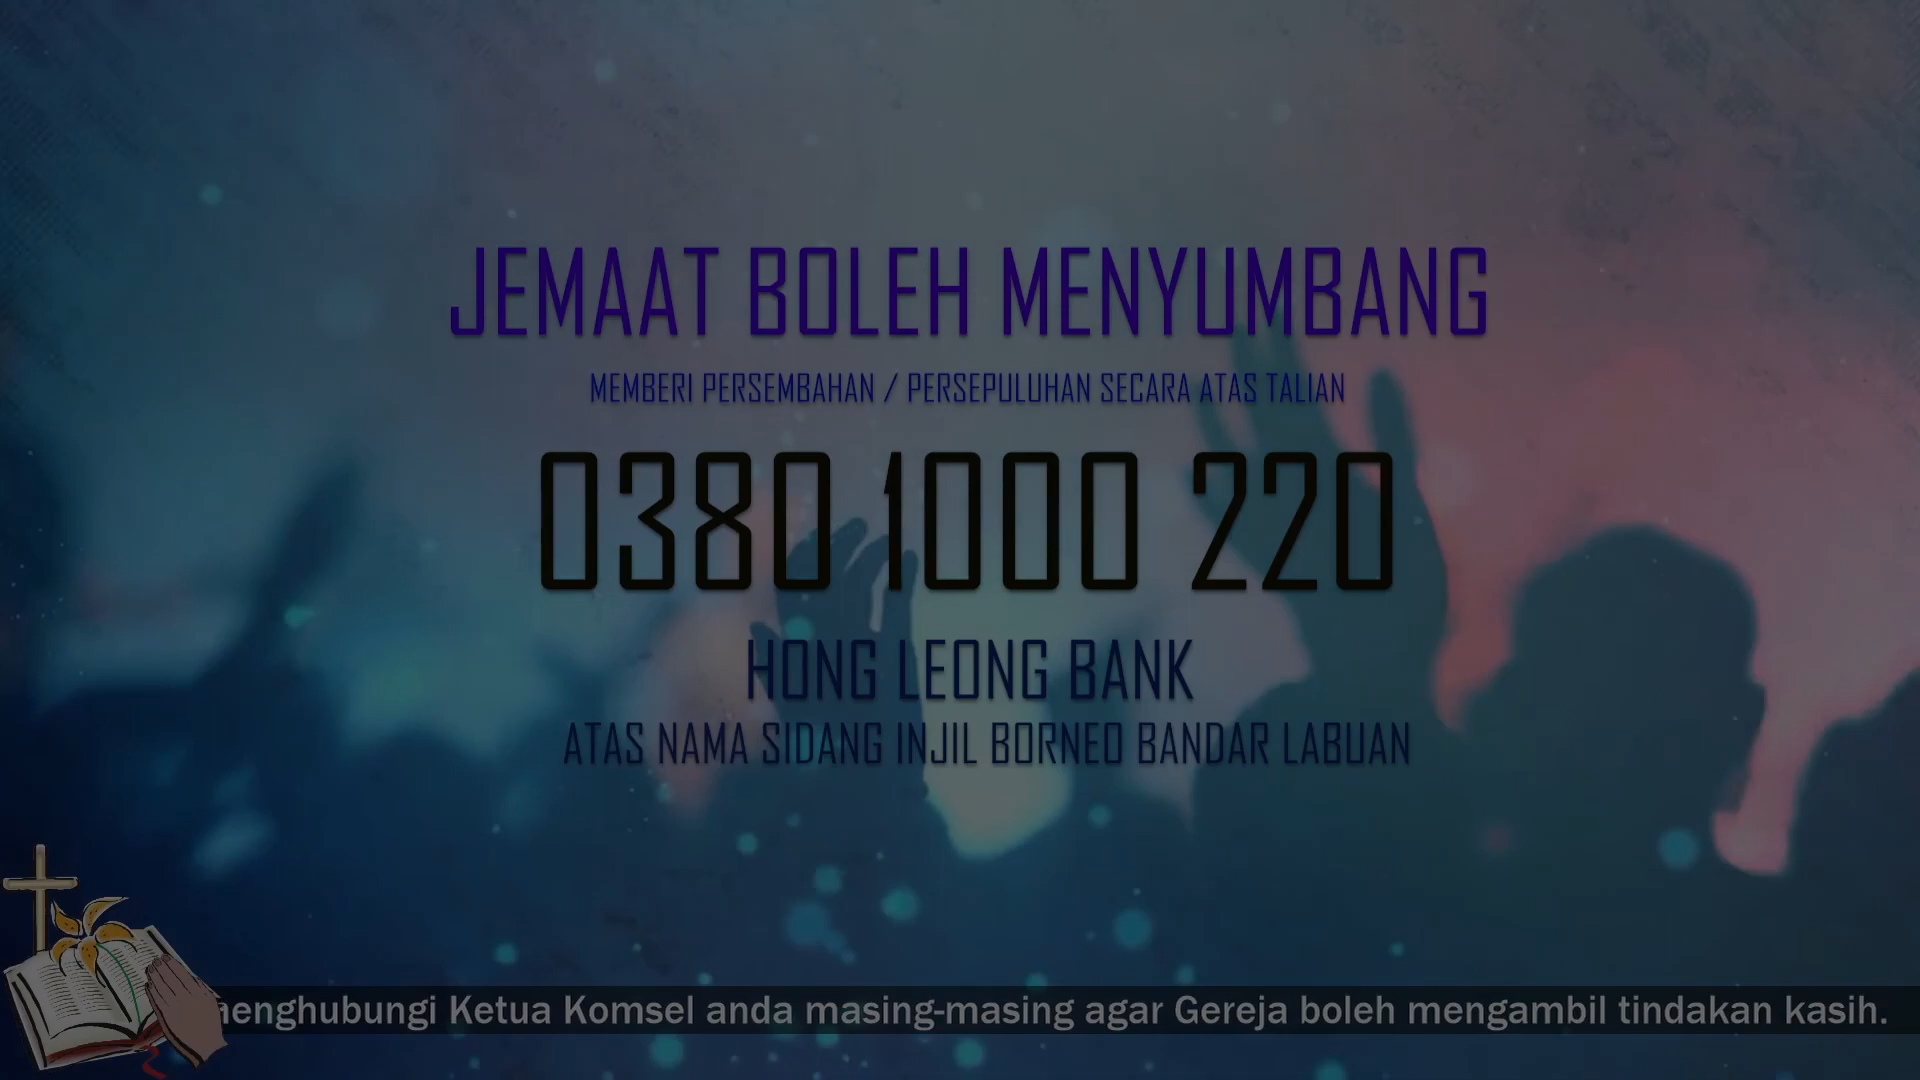 JEMAAT BOLEH MENYUMBANG
MEMBERI PERSEMBAHAN / PERSEPULUHAN SECARA ATAS TALIAN
0380 1000 220
HONG LEONG BANK
ATAS NAMA SIDANG INJIL BORNEO BANDAR LABUAN
menghubungi Ketua Komsel anda masing-masing agar Gereja boleh mengambil tindakan kasih.